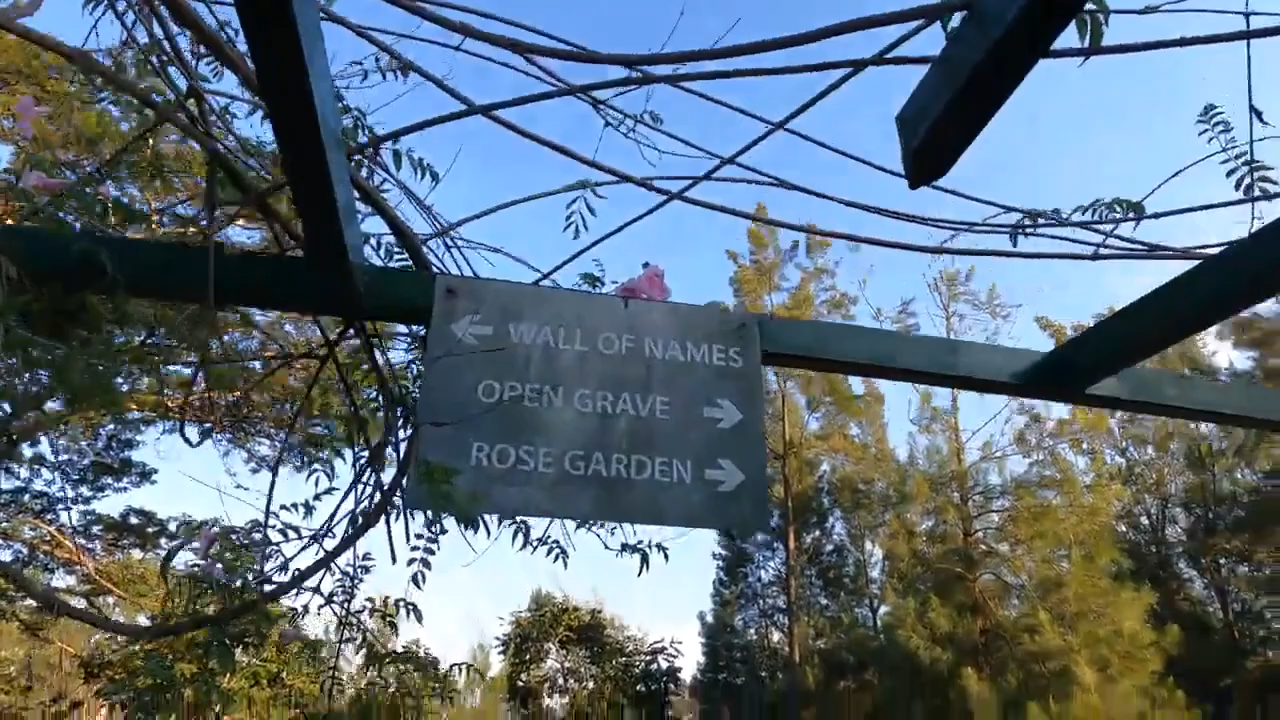 ← WALL OF NAMES
OPEN GRAVE →
ROSE GARDEN →